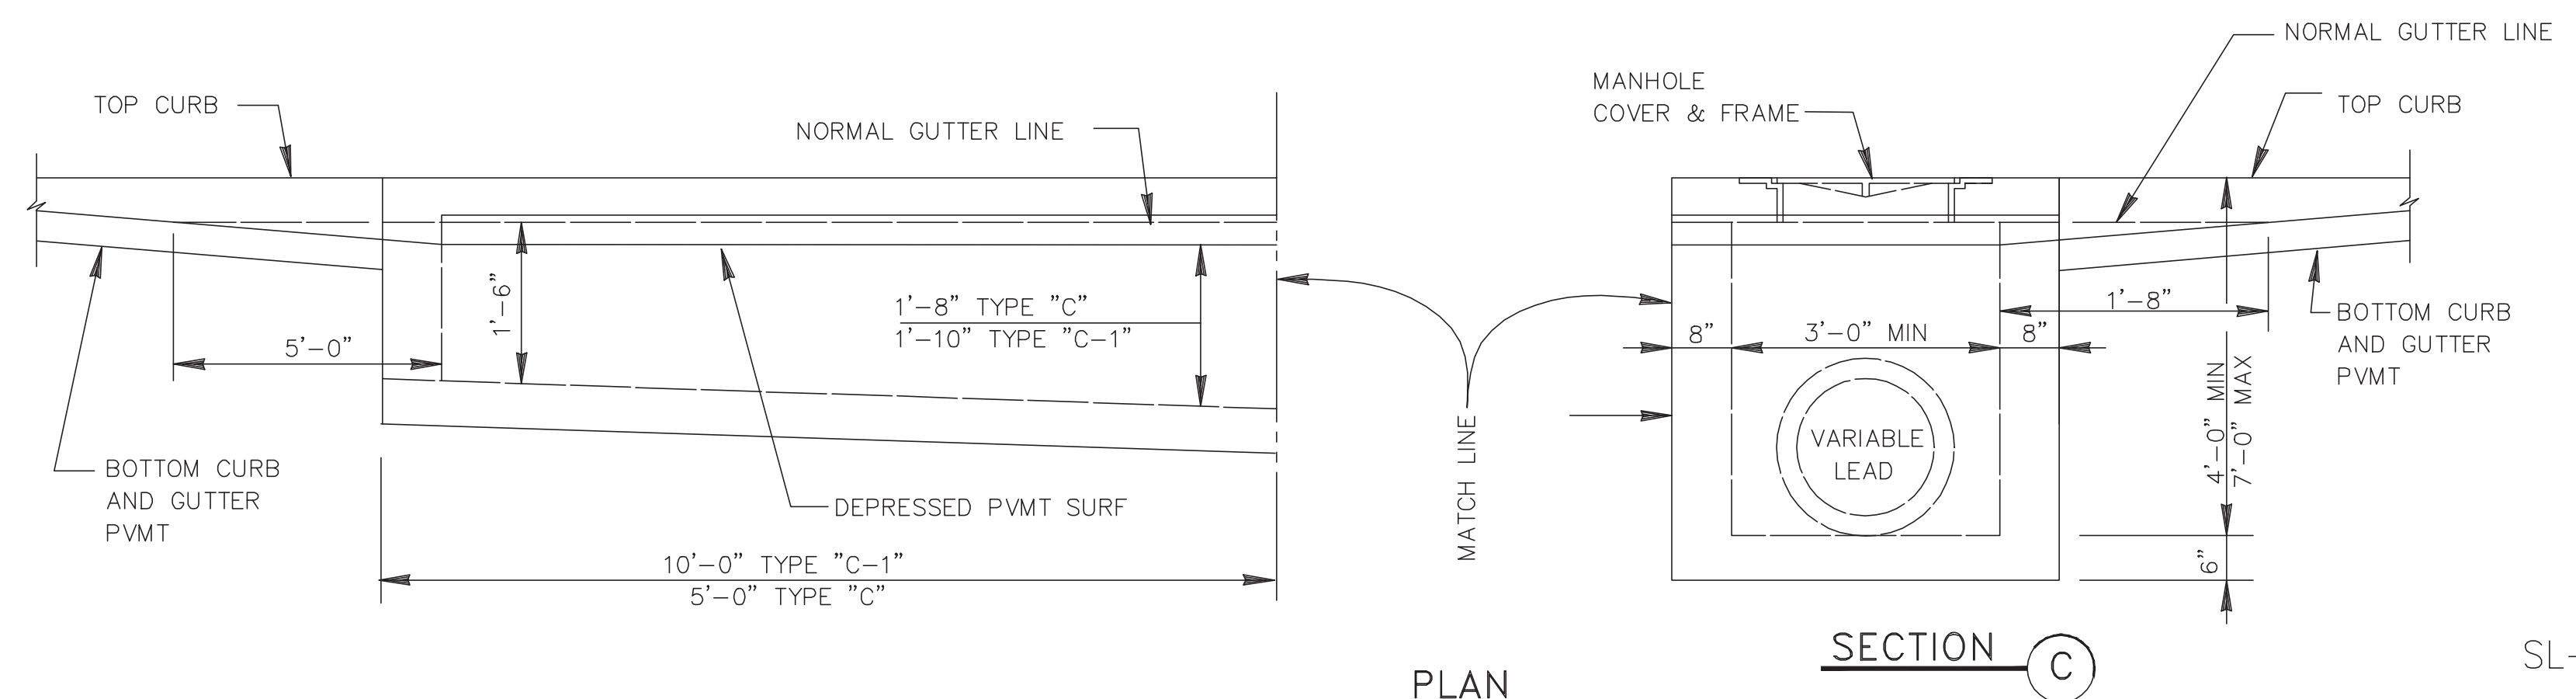 TOP CURB
NORMAL GUTTER LINE
1'-6"
1'-8" TYPE "C"
1'-10" TYPE "C-1"
5'-0"
BOTTOM CURB
AND GUTTER
PVMT
DEPRESSED PVMT SURF
10'-0" TYPE "C-1"
5'-0" TYPE "C"
MATCH LINE
MANHOLE
COVER & FRAME
NORMAL GUTTER LINE
TOP CURB
1'-8"
8"
3'-0" MIN
8"
BOTTOM CURB
AND GUTTER
PVMT
VARIABLE
LEAD
4'-0" MIN
7'-0" MAX
6"
SECTION C
PLAN
SL-